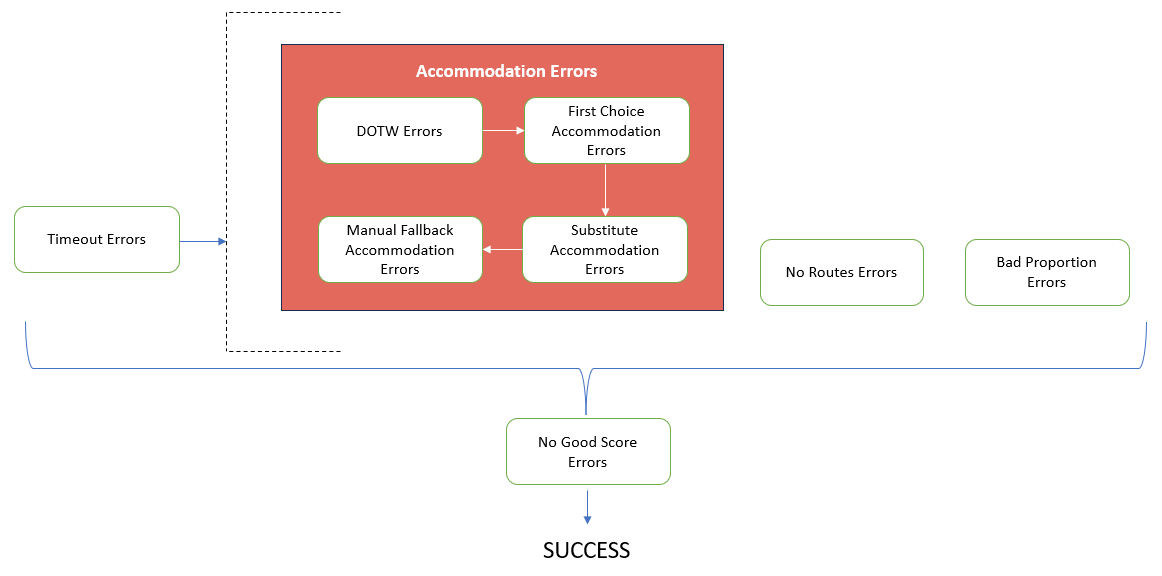 Accommodation Errors
DOTW Errors
First Choice
Accommodation
Errors
Timeout Errors
Manual Fallback
Accommodation
Errors
Substitute
Accommodation
Errors
No Routes Errors
Bad Proportion
Errors
No Good Score
Errors
SUCCESS